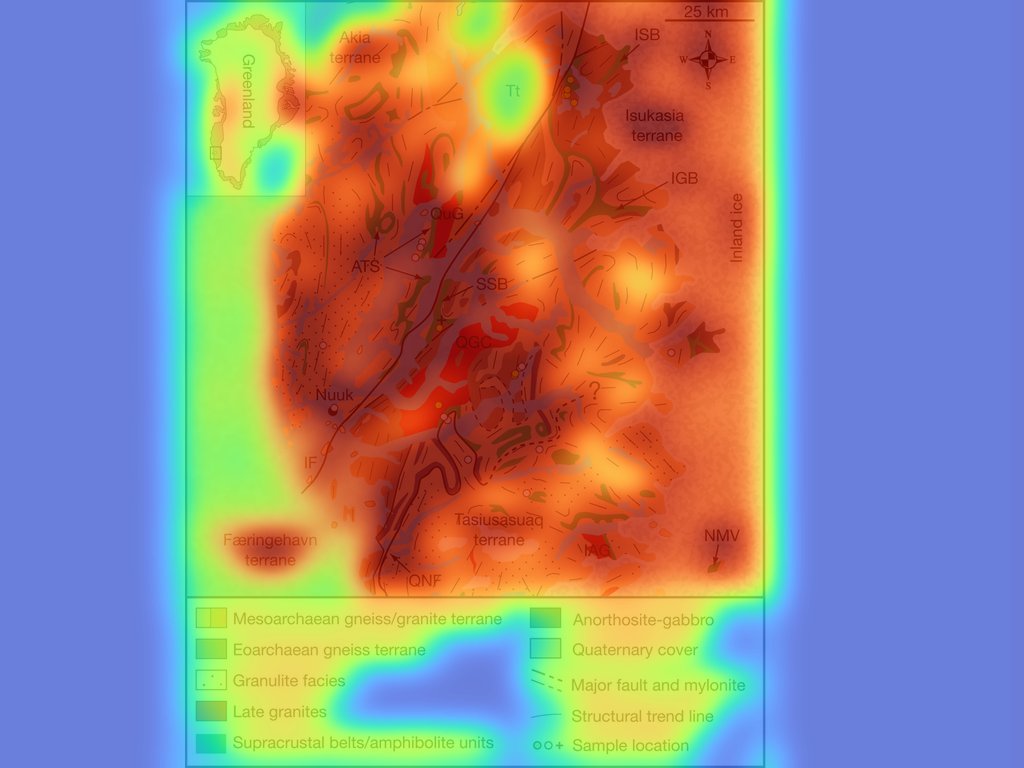 25 km
ISB
N
W E
S
Akia
terrane
Greenland
Tt
Isukasia
terrane
IGB
QuG
Inland ice
ATS
SSB
QGC
Nuuk
?
IF
Færingehavn
terrane
Tasiusasuaq
terrane
IAG
NMV
QNF
Mesoarchaean gneiss/granite terrane
Eoarchaean gneiss terrane
Granulite facies
Late granites
Supracrustal belts/amphibolite units
Anorthosite-gabbro
Quaternary cover
Major fault and mylonite
Structural trend line
Sample location